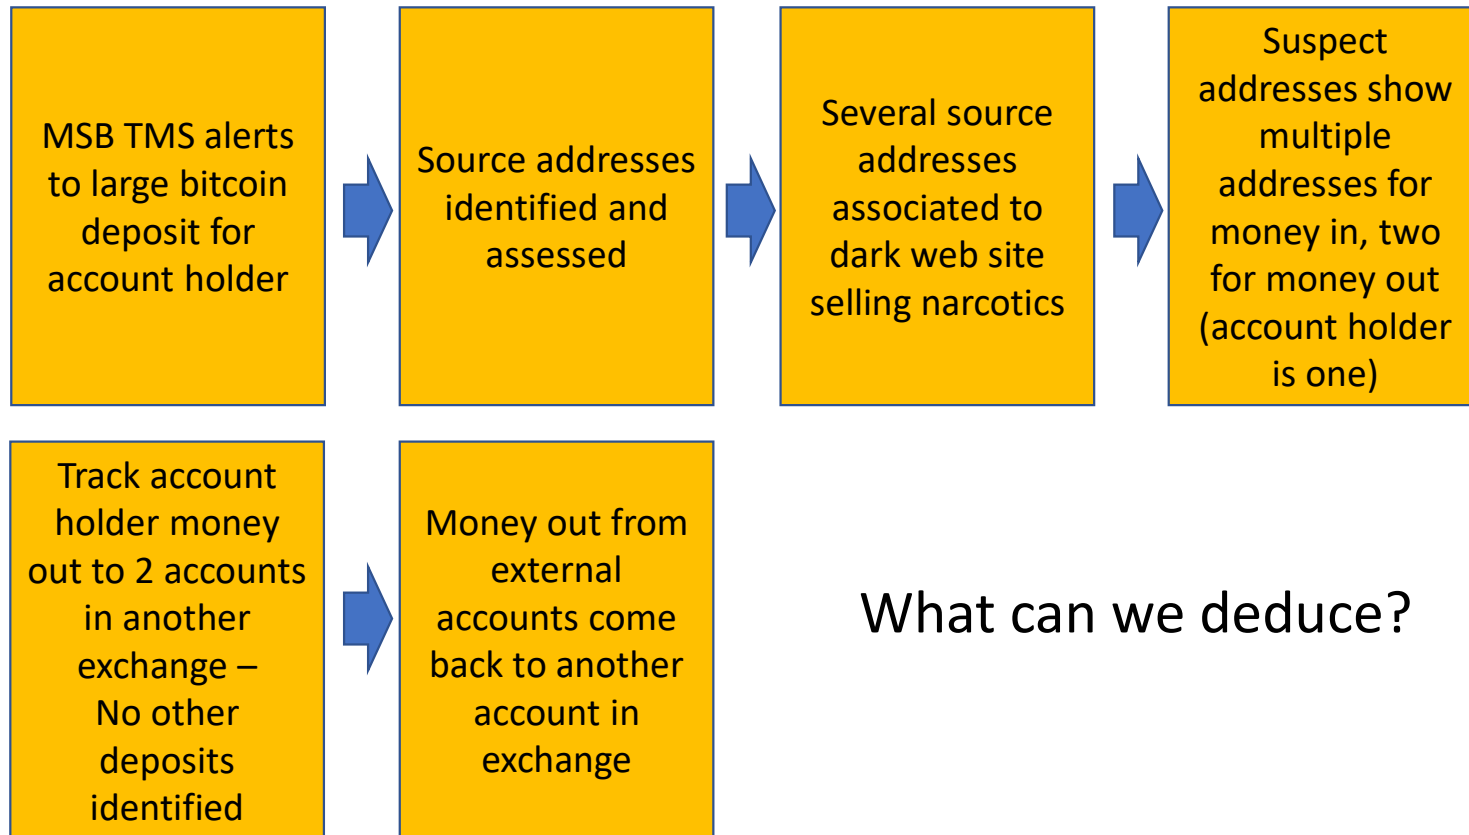 MSB TMS alerts
to large bitcoin
deposit for
account holder
Source addresses
identified and
assessed
Several source
addresses
associated to
dark web site
selling narcotics
Suspect
addresses show
multiple
addresses for
money in, two
for money out
(account holder
is one)
Track account
holder money
out to 2 accounts
in another
exchange –
No other
deposits
identified
Money out from
external
accounts come
back to another
account in
exchange
What can we deduce?